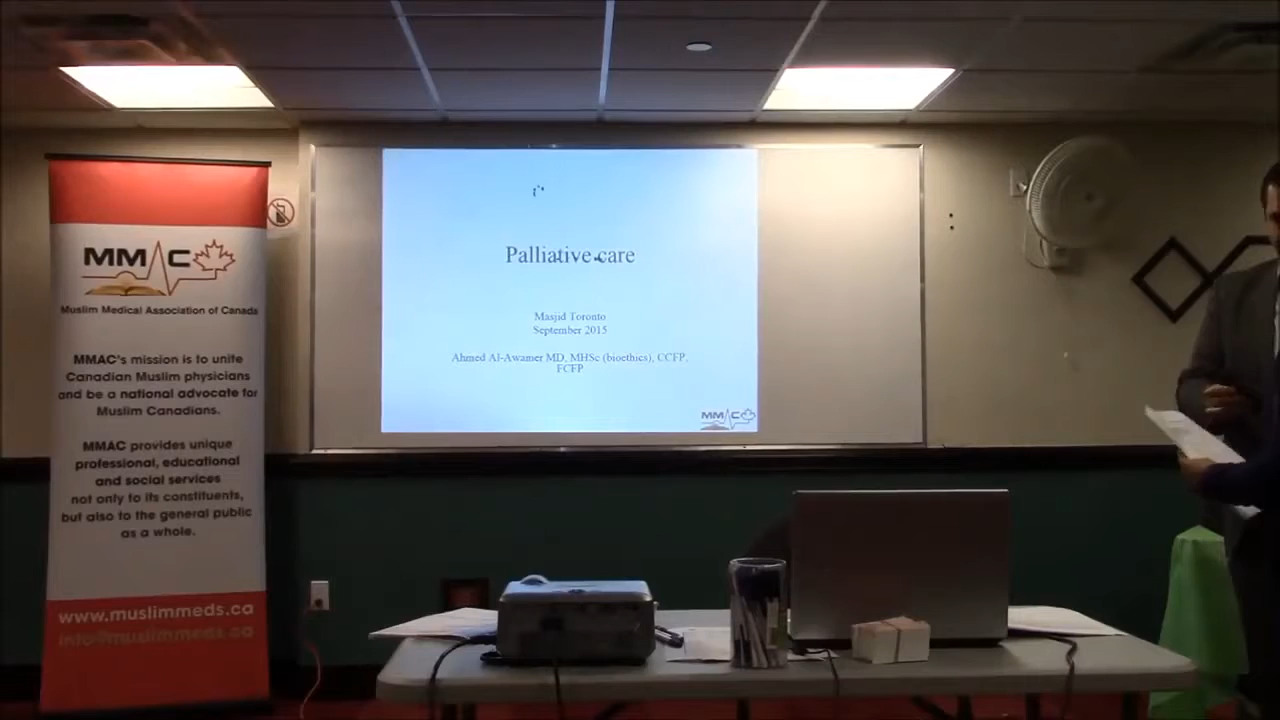 MMAC
Muslim Medical Association of Canada
MMAC's mission is to unite
Canadian Muslim physicians
and be a national advocate for
Muslim Canadians.
MMAC provides unique
professional, educational
and social services
not only to its constituents,
but also to the general public
as a whole.
www.muslimmeds.ca
info@muslimmeds.ca
Palliative care
Masjid Toronto
September 2015
Ahmed Al-Awamer MD, MHSc (bioethics), CCFP,
FCFP
MMAC